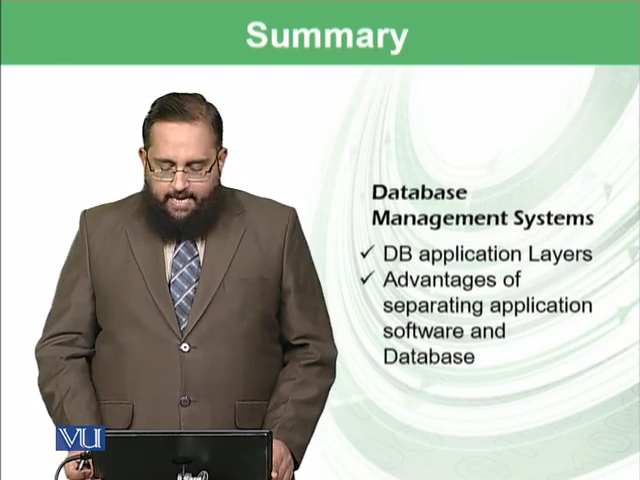 Summary
Database
Management Systems
✓ DB application Layers
✓ Advantages of
separating application
software and
Database
VU